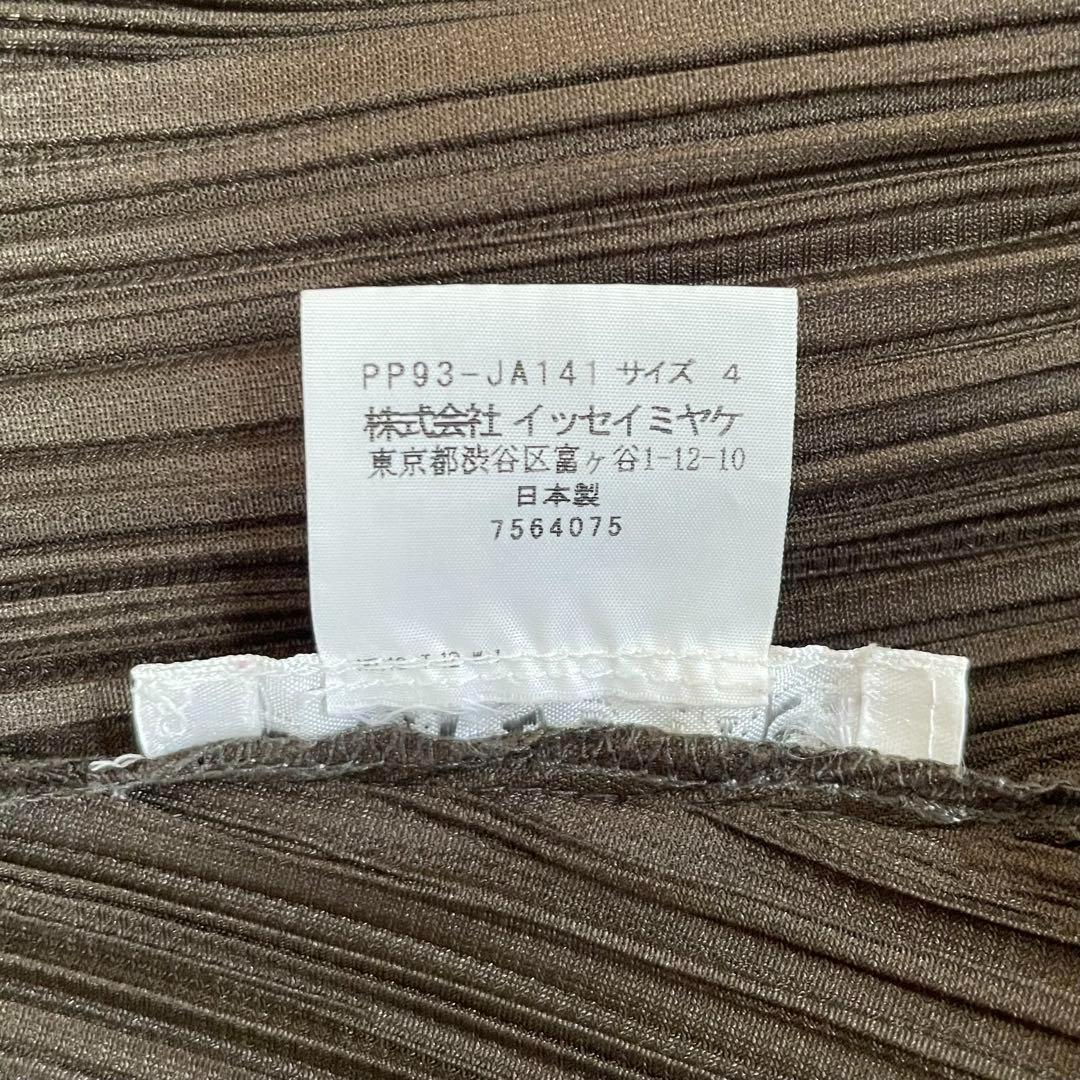 PP93-JA141 サイズ 4
株式会社 イッセイミヤケ
東京都渋谷区富ヶ谷1-12-10
日本製
7564075